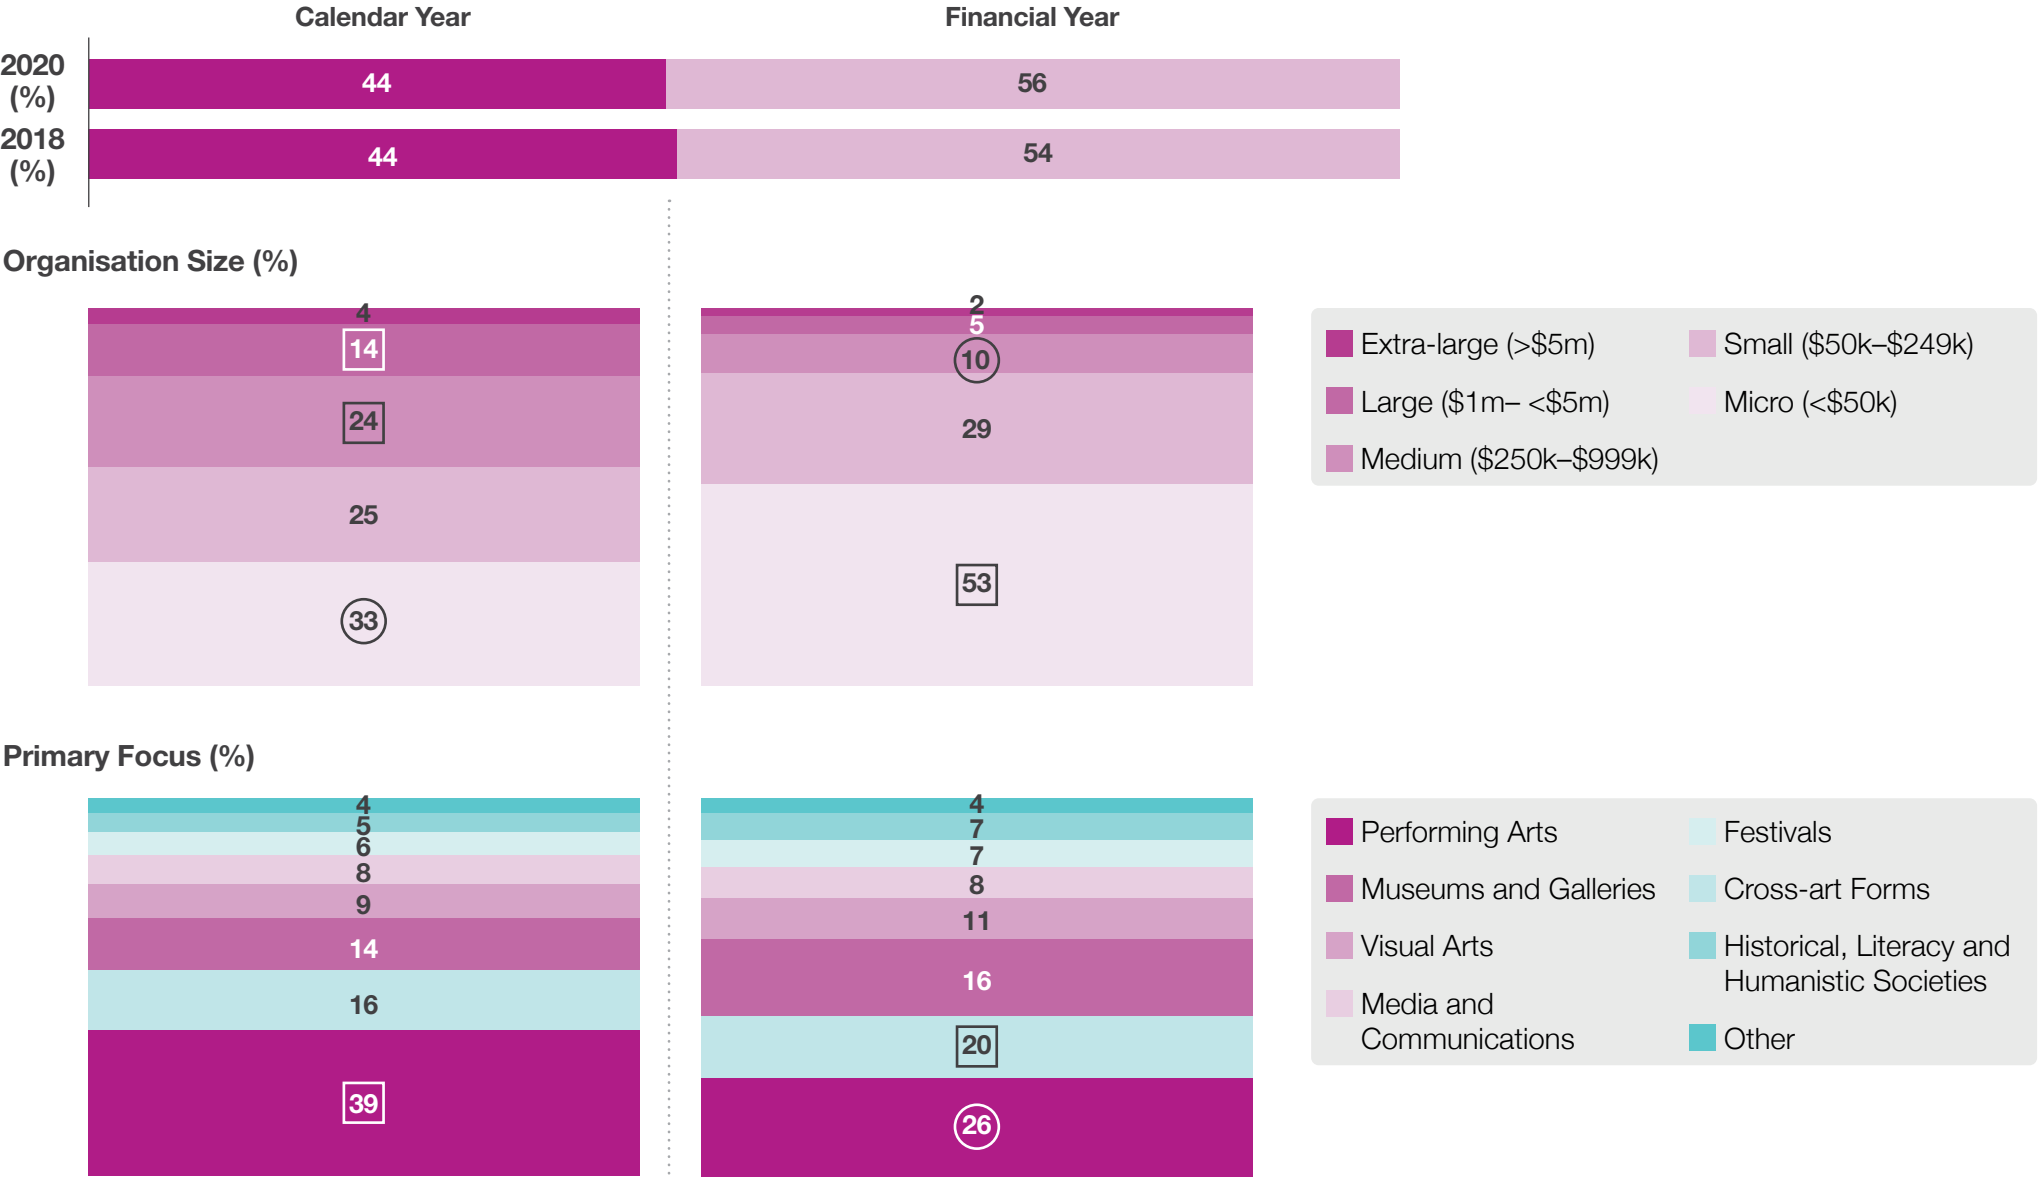 Calendar Year
Financial Year
2020
(%)
44
56
2018
(%)
44
54
Organisation Size (%)
4
14
24
25
33
2
5
10
29
53
Extra-large (>$5m)
Large ($1m– <$5m)
Medium ($250k–$999k)
Small ($50k–$249k)
Micro (<$50k)
Primary Focus (%)
4
5
6
8
9
14
16
39
4
7
7
8
11
16
20
26
Performing Arts
Museums and Galleries
Visual Arts
Media and
Communications
Festivals
Cross-art Forms
Historical, Literacy and
Humanistic Societies
Other